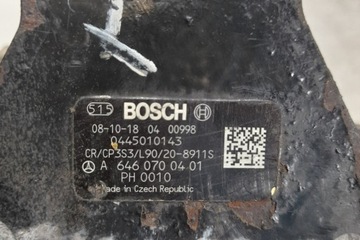 515 BOSCH
08-10-18 04 00998
0445010143
CR/CP3S3/L90/20-8911S
A 646 070 04 01
PH 0010
Made in Czech Republic